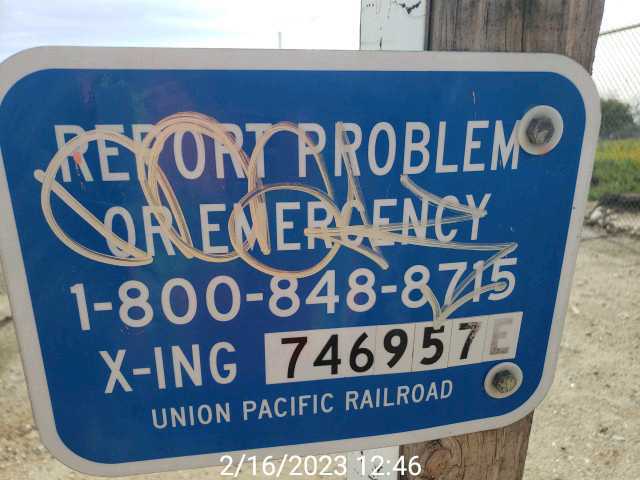 REPORT PROBLEM
OR EMERGENCY
1-800-848-8715
X-ING 746957E
UNION PACIFIC RAILROAD
2/16/2023 12:46